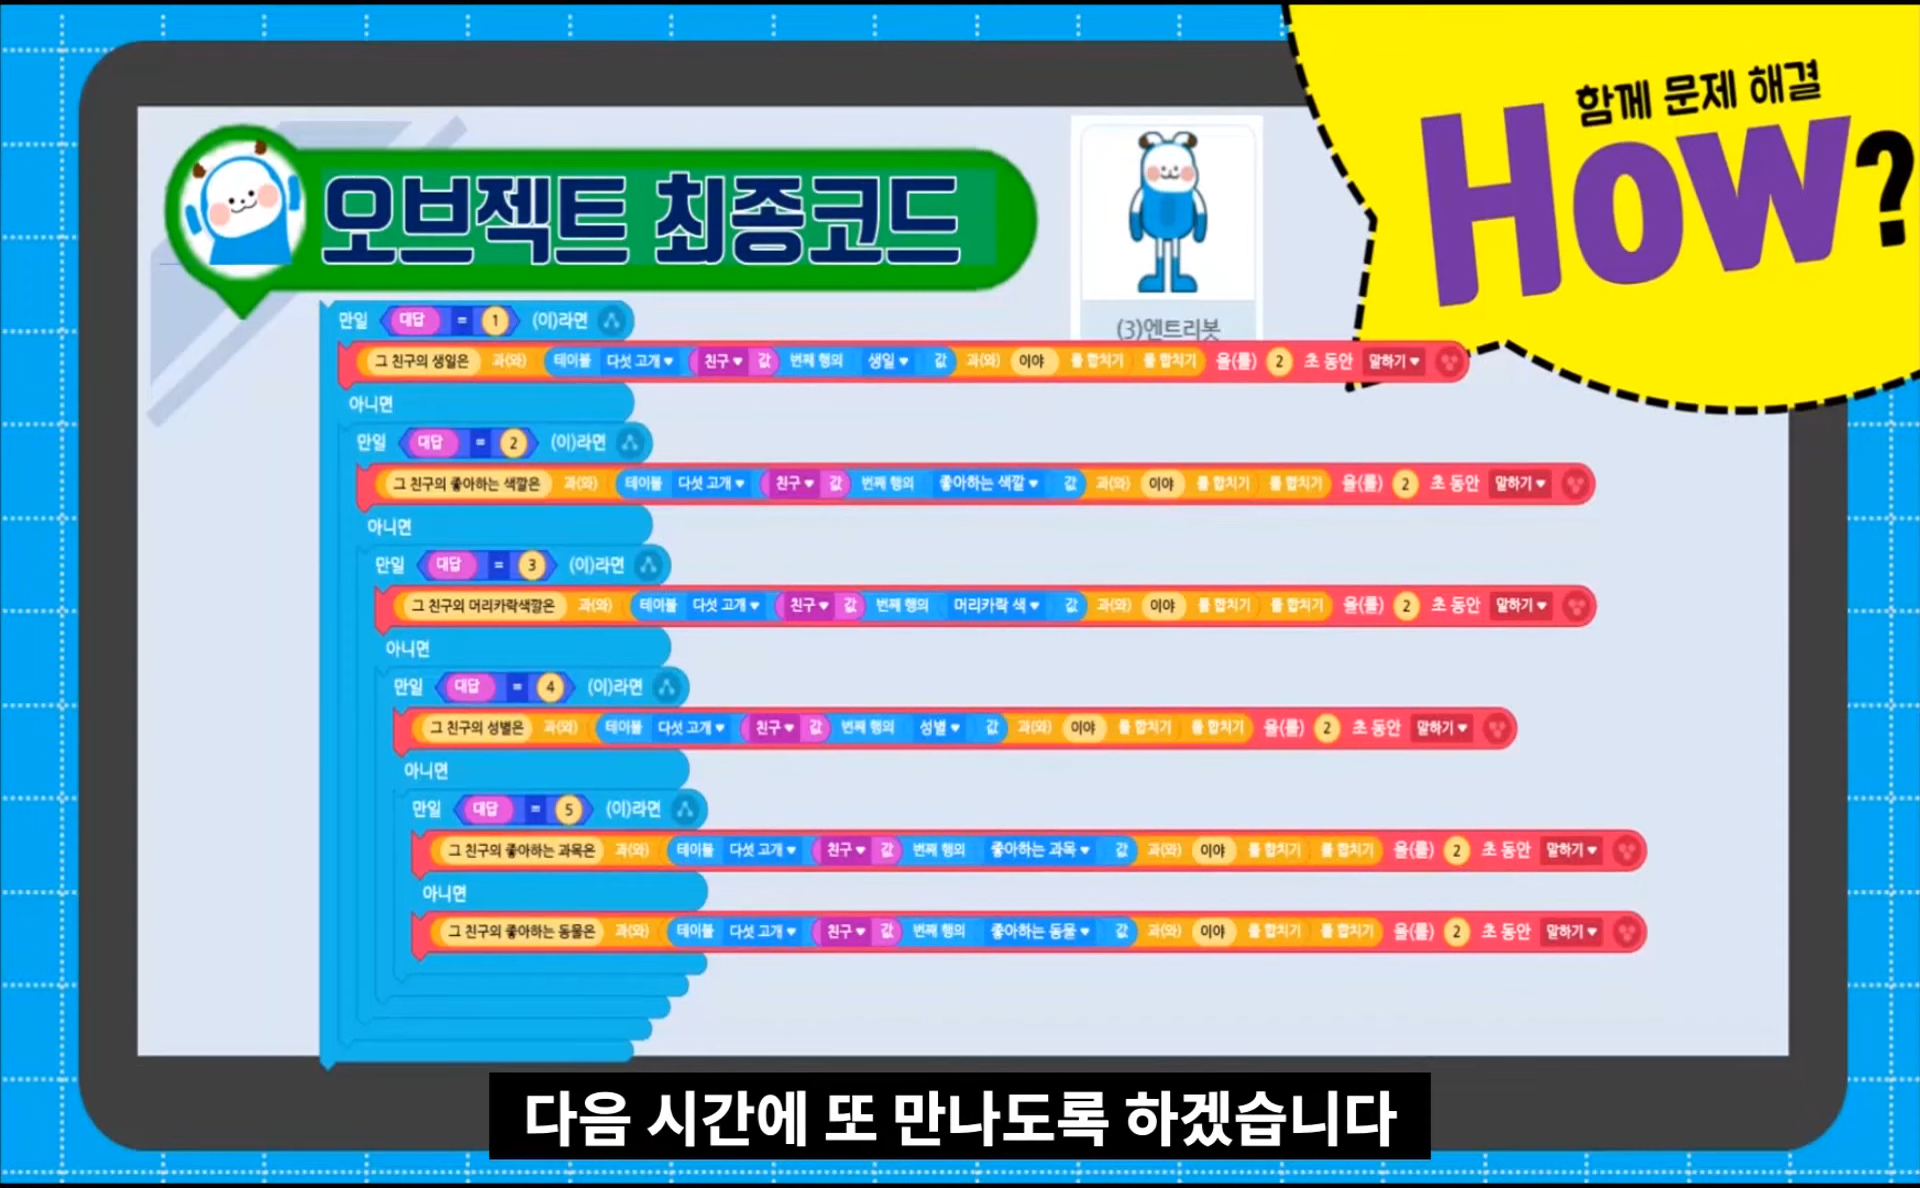 함께 문제 해결
How?
오브젝트 최종코드
(3)엔트리봇
만일 대답 = 1 (이)라면
그 친구의 생일은 과(와) 테이블 다섯 고개▼ 친구▼ 값 번째 행의 생일▼ 값 과(와) 이야 를 합치기 를 합치기 을(를) 2 초 동안 말하기▼
아니면
만일 대답 = 2 (이)라면
그 친구의 좋아하는 색깔은 과(와) 테이블 다섯 고개▼ 친구▼ 값 번째 행의 좋아하는 색깔▼ 값 과(와) 이야 를 합치기 를 합치기 을(를) 2 초 동안 말하기▼
아니면
만일 대답 = 3 (이)라면
그 친구의 머리카락색깔은 과(와) 테이블 다섯 고개▼ 친구▼ 값 번째 행의 머리카락 색▼ 값 과(와) 이야 를 합치기 를 합치기 을(를) 2 초 동안 말하기▼
아니면
만일 대답 = 4 (이)라면
그 친구의 성별은 과(와) 테이블 다섯 고개▼ 친구▼ 값 번째 행의 성별▼ 값 과(와) 이야 를 합치기 를 합치기 을(를) 2 초 동안 말하기▼
아니면
만일 대답 = 5 (이)라면
그 친구의 좋아하는 과목은 과(와) 테이블 다섯 고개▼ 친구▼ 값 번째 행의 좋아하는 과목▼ 값 과(와) 이야 를 합치기 를 합치기 을(를) 2 초 동안 말하기▼
아니면
그 친구의 좋아하는 동물은 과(와) 테이블 다섯 고개▼ 친구▼ 값 번째 행의 좋아하는 동물▼ 값 과(와) 이야 를 합치기 를 합치기 을(를) 2 초 동안 말하기▼
다음 시간에 또 만나도록 하겠습니다